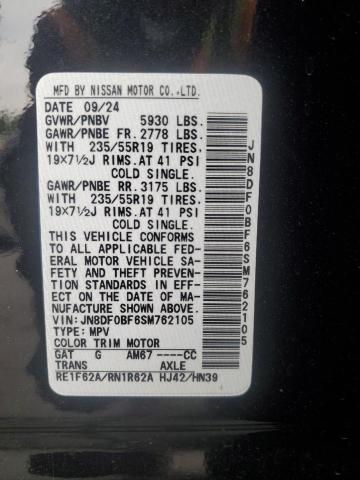 MFD BY NISSAN MOTOR CO.,LTD.
DATE 09/24
GVWR/PNBV 5930 LBS.
GAWR/PNBE FR. 2778 LBS.
WITH 235/55R19 TIRES.
19X7½J RIMS.AT 41 PSI
COLD SINGLE.
GAWR/PNBE RR. 3175 LBS.
WITH 235/55R19 TIRES.
19X7½J RIMS.AT 41 PSI
COLD SINGLE.
THIS VEHICLE CONFORMS
TO ALL APPLICABLE FED-
ERAL MOTOR VEHICLE SA-
FETY AND THEFT PREVEN-
TION STANDARDS IN EFF-
ECT ON THE DATE OF MA-
NUFACTURE SHOWN ABOVE.
VIN: JN8DF0BF6SM762105
TYPE: MPV
COLOR TRIM MOTOR
GAT G AM67 ----CC
TRANS AXLE
RE1F62A/RN1R62A HJ42/HN39
JN8DF0BF6SM762105